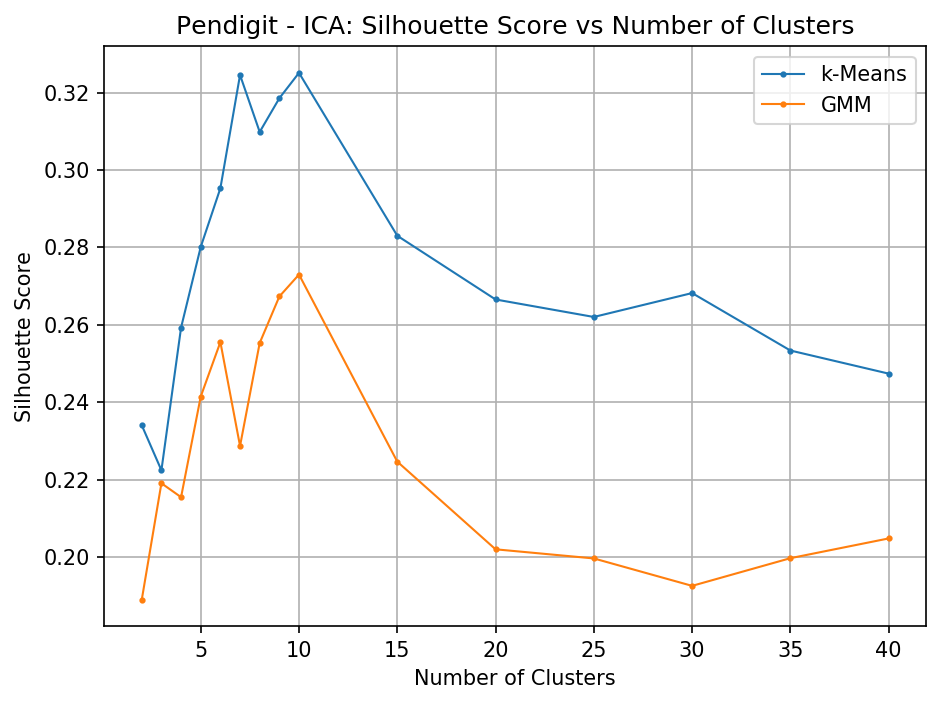 Pendigit - ICA: Silhouette Score vs Number of Clusters
k-Means
GMM
Silhouette Score
0.32
0.30
0.28
0.26
0.24
0.22
0.20
5 10 15 20 25 30 35 40
Number of Clusters